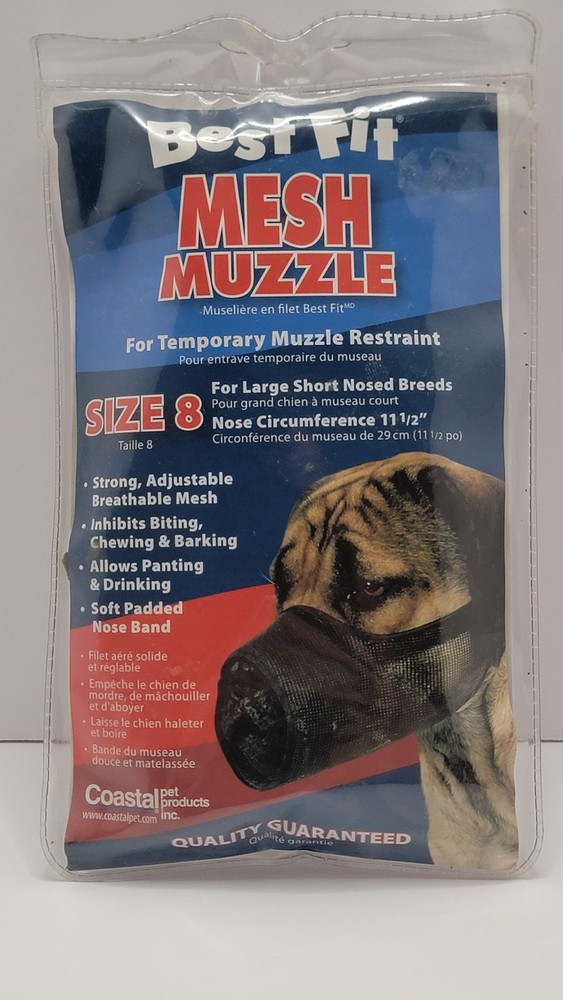 Best Fit®
MESH
MUZZLE
Muselière en filet Best Fit MD
For Temporary Muzzle Restraint
Pour entrave temporaire du museau
SIZE 8
Taille 8
For Large Short Nosed Breeds
Pour grand chien à museau court
Nose Circumference 11 1/2"
Circonférence du museau de 29 cm (11 1/2 po)
• Strong, Adjustable
Breathable Mesh
• Inhibits Biting,
Chewing & Barking
• Allows Panting
& Drinking
• Soft Padded
Nose Band
• Filet aéré solide
et réglable
• Empêche le chien de
mordre, de mâchouiller
et d'aboyer
• Laisse le chien haleter
et boire
• Bande du museau
douce et matelassée
Coastal pet
products
inc.
www.coastalpet.com
QUALITY GUARANTEED
Qualité garantie